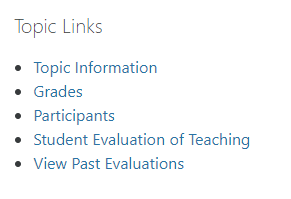 Topic Links
Topic Information
Grades
Participants
Student Evaluation of Teaching
View Past Evaluations